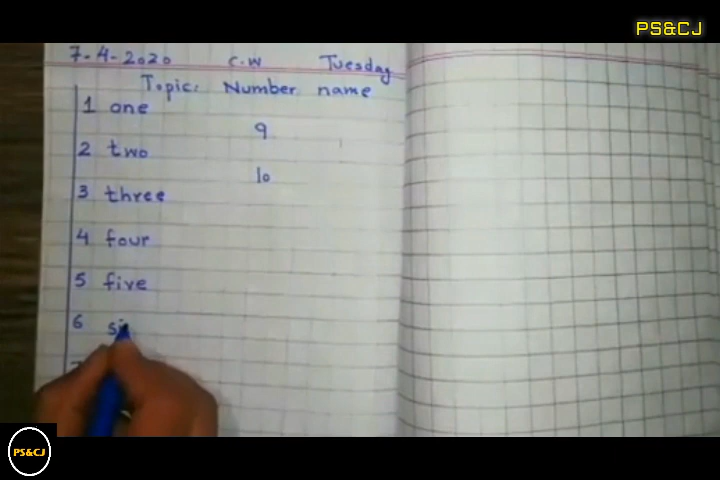 PS&CJ
7-4-2020 C.W Tuesday
Topic: Number name
1 one
9
2 two
10
3 three
4 four
5 five
6 si
PS&CJ